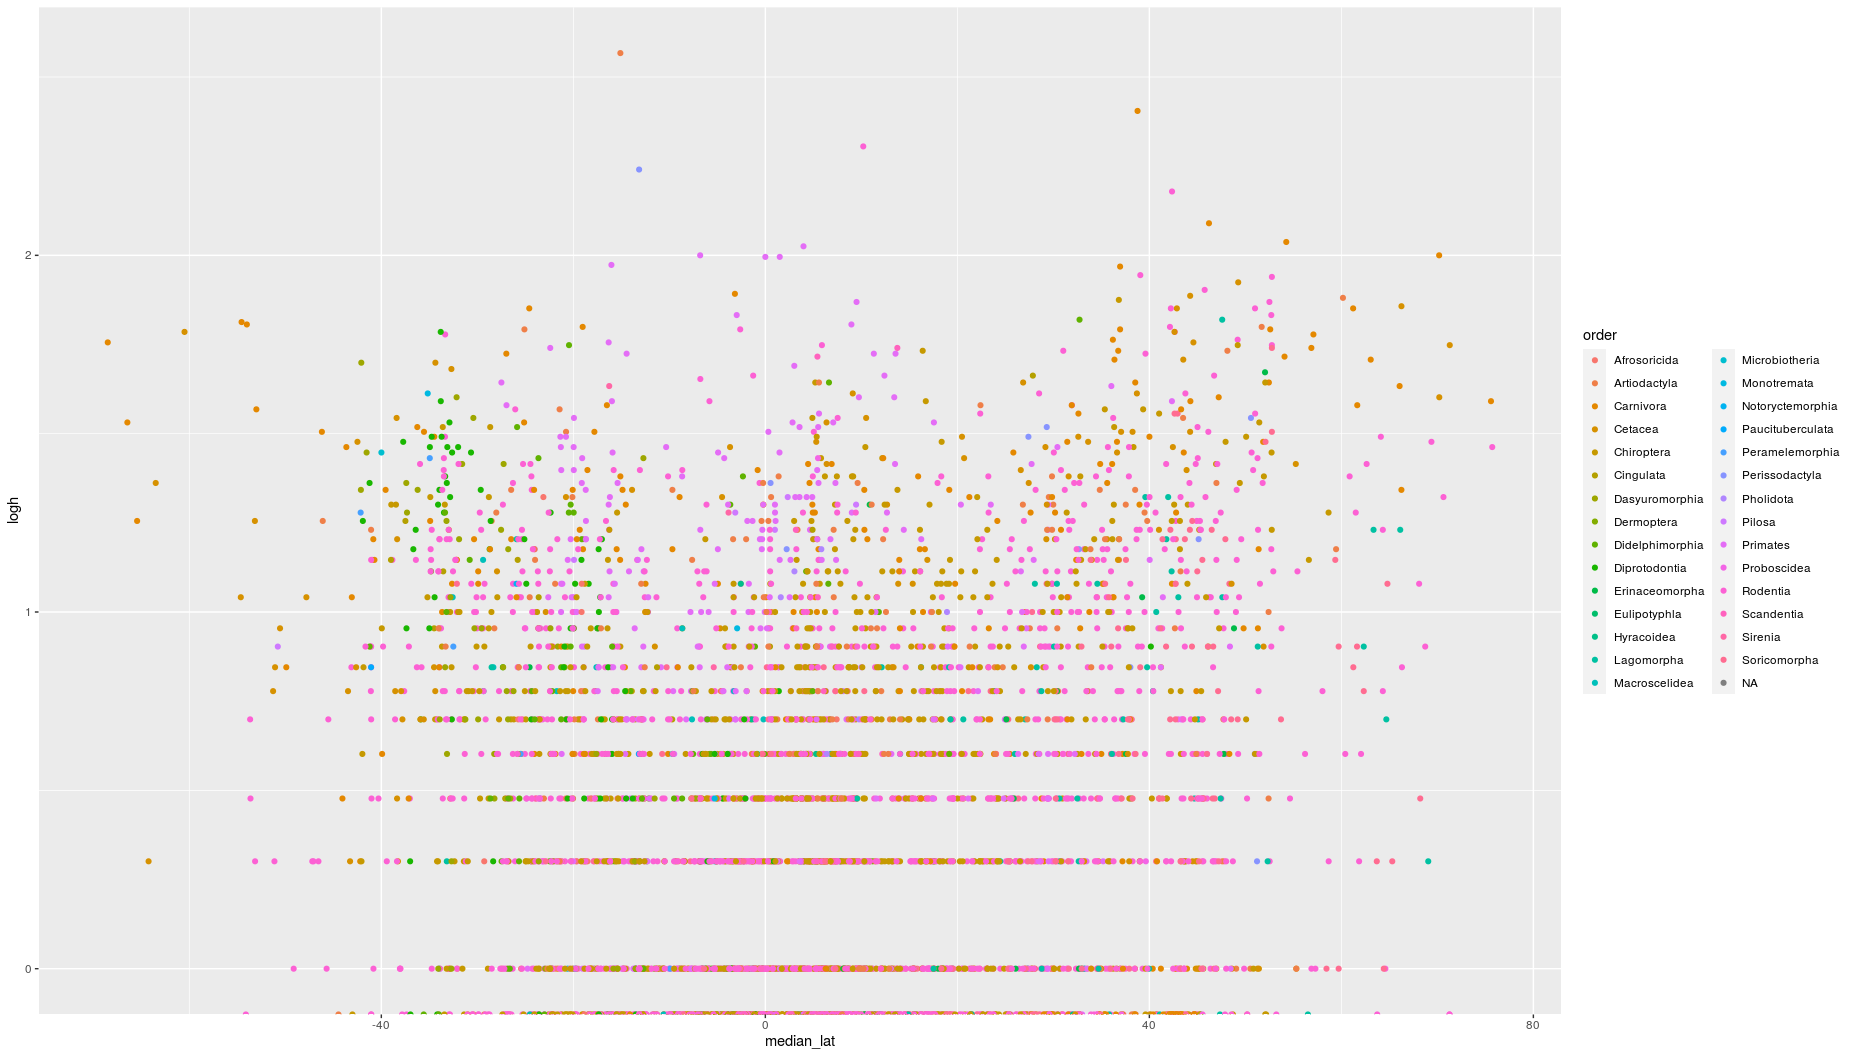 2
1
0
logh
-40
0
40
80
median_lat
order
Afrosoricida
Artiodactyla
Carnivora
Cetacea
Chiroptera
Cingulata
Dasyuromorphia
Dermoptera
Didelphimorphia
Diprotodontia
Erinaceomorpha
Eulipotyphla
Hyracoidea
Lagomorpha
Macroscelidea
Microbiotheria
Monotremata
Notoryctemorphia
Paucituberculata
Peramelemorphia
Perissodactyla
Pholidota
Pilosa
Primates
Proboscidea
Rodentia
Scandentia
Sirenia
Soricomorpha
NA